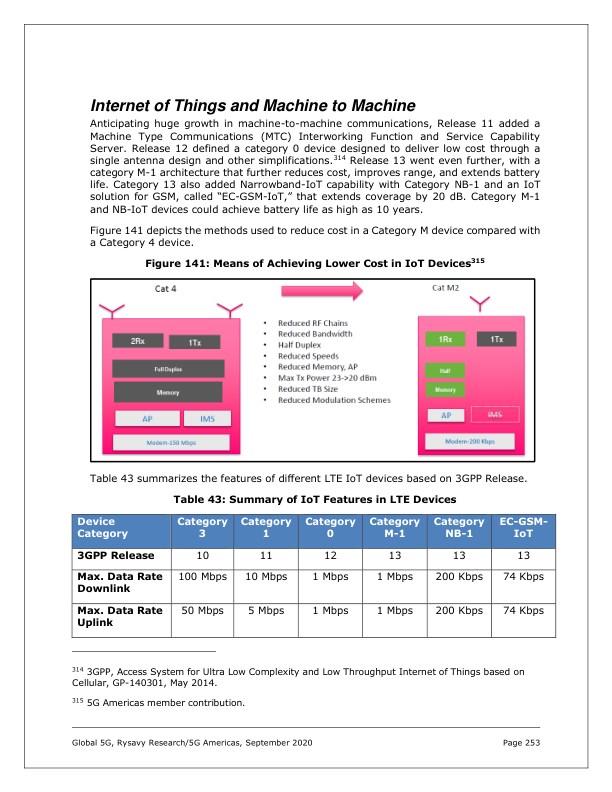 Internet of Things and Machine to Machine
Anticipating huge growth in machine-to-machine communications, Release 11 added a
Machine Type Communications (MTC) Interworking Function and Service Capability
Server. Release 12 defined a category 0 device designed to deliver low cost through a
single antenna design and other simplifications.314 Release 13 went even further, with a
category M-1 architecture that further reduces cost, improves range, and extends battery
life. Category 13 also added Narrowband-IoT capability with Category NB-1 and an IoT
solution for GSM, called “EC-GSM-IoT,” that extends coverage by 20 dB. Category M-1
and NB-IoT devices could achieve battery life as high as 10 years.
Figure 141 depicts the methods used to reduce cost in a Category M device compared with
a Category 4 device.
Figure 141: Means of Achieving Lower Cost in IoT Devices315
Cat 4
2Rx 1Tx
Full Duplex
Memory
AP IMS
Modem-150 Mbps
• Reduced RF Chains
• Reduced Bandwidth
• Half Duplex
• Reduced Speeds
• Reduced Memory, AP
• Max Tx Power 23->20 dBm
• Reduced TB Size
• Reduced Modulation Schemes
Cat M2
1Rx 1Tx
Half
Memory
AP IMS
Modem-200 Kbps
Table 43 summarizes the features of different LTE IoT devices based on 3GPP Release.
Table 43: Summary of IoT Features in LTE Devices
Device Category Category 3 Category 1 Category 0 Category M-1 Category NB-1 EC-GSM-IoT
3GPP Release 10 11 12 13 13 13
Max. Data Rate Downlink 100 Mbps 10 Mbps 1 Mbps 1 Mbps 200 Kbps 74 Kbps
Max. Data Rate Uplink 50 Mbps 5 Mbps 1 Mbps 1 Mbps 200 Kbps 74 Kbps
314 3GPP, Access System for Ultra Low Complexity and Low Throughput Internet of Things based on
Cellular, GP-140301, May 2014.
315 5G Americas member contribution.
Global 5G, Rysavy Research/5G Americas, September 2020 Page 253